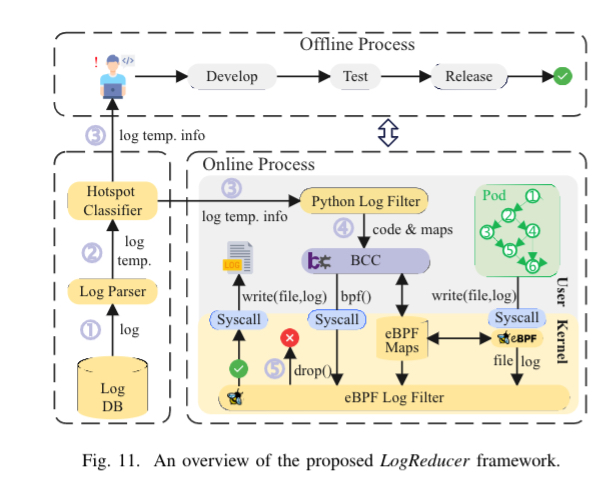 Offline Process
! </>
Develop
Test
Release
③ log temp. info
Online Process
Hotspot
Classifier
③
log temp. info
Python Log Filter
④ code & maps
② log
temp.
LOG
bc BCC
Pod
①
②
③ ④
⑤
⑥
Log Parser
write(file,log)
bpf()
write(file,log)
User
Syscall
Syscall
Syscall
Kernel
① log
eBPF
Maps
eBPF
file log
⑤ drop()
Log
DB
eBPF Log Filter
Fig. 11. An overview of the proposed LogReducer framework.